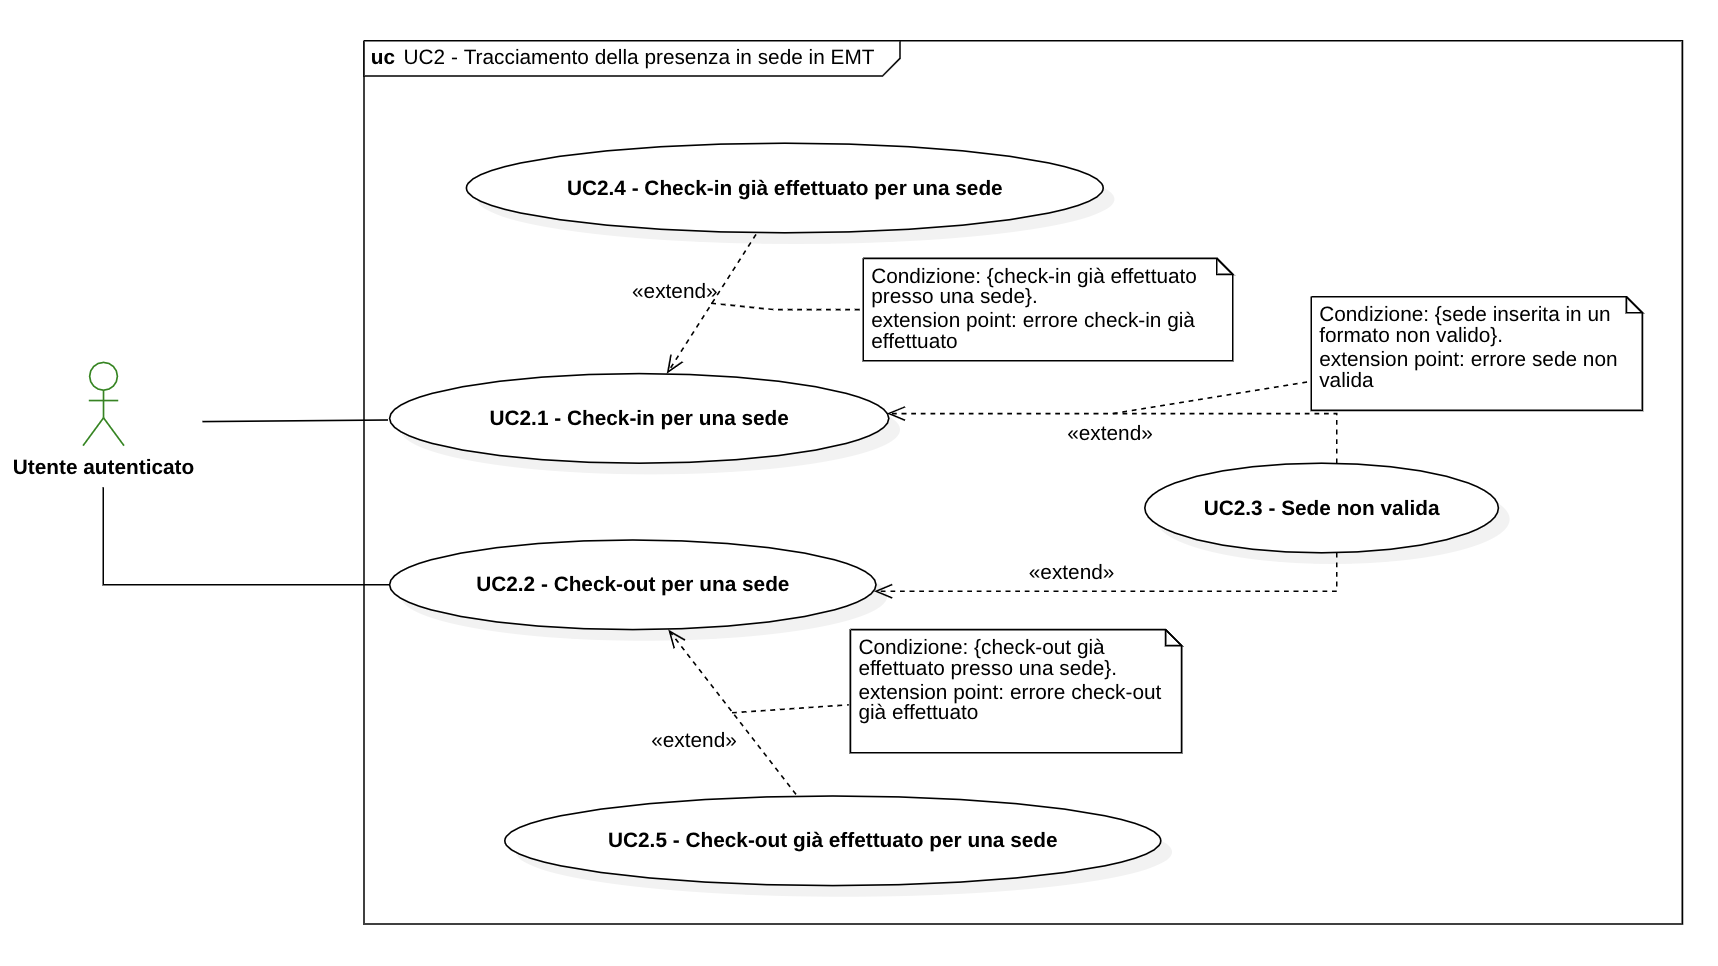 uc UC2 - Tracciamento della presenza in sede in EMT
UC2.4 - Check-in già effettuato per una sede
«extend»
Condizione: {check-in già effettuato
presso una sede}.
extension point: errore check-in già
effettuato
Condizione: {sede inserita in un
formato non valido}.
extension point: errore sede non
valida
UC2.1 - Check-in per una sede
«extend»
Utente autenticato
UC2.3 - Sede non valida
«extend»
UC2.2 - Check-out per una sede
Condizione: {check-out già
effettuato presso una sede}.
extension point: errore check-out
già effettuato
«extend»
UC2.5 - Check-out già effettuato per una sede